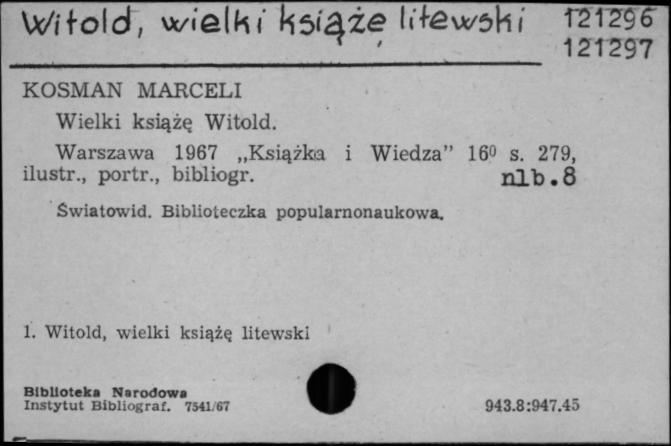 Witold, wielki książę litewski 121296
121297
KOSMAN MARCELI
Wielki książę Witold.
Warszawa 1967 „Książka i Wiedza” 16⁰ s. 279,
ilustr., portr., bibliogr. nlb.8
Światowid. Biblioteczka popularnonaukowa.
1. Witold, wielki książę litewski
Biblioteka Narodowa
Instytut Bibliograf. 7541/67 943.8:947.45